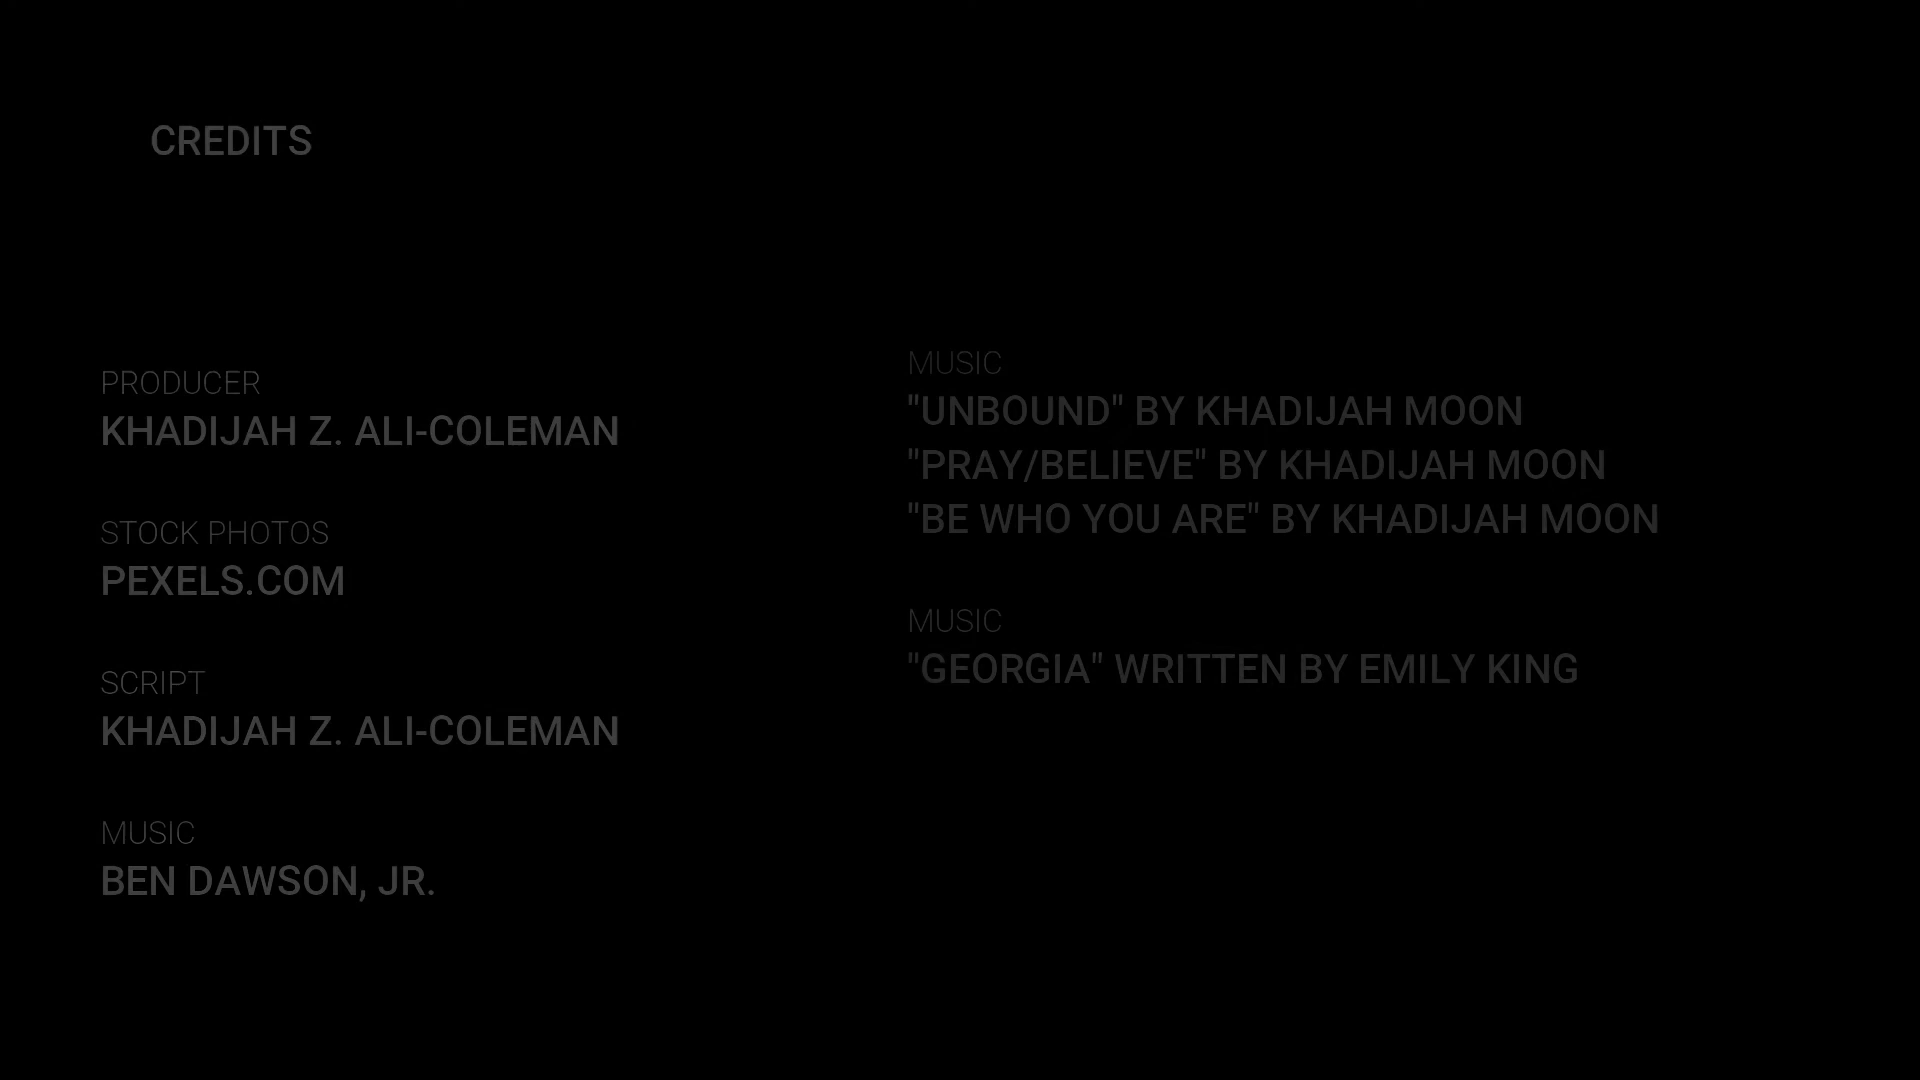 CREDITS
PRODUCER
KHADIJAH Z. ALI-COLEMAN
STOCK PHOTOS
PEXELS.COM
SCRIPT
KHADIJAH Z. ALI-COLEMAN
MUSIC
BEN DAWSON, JR.
MUSIC
"UNBOUND" BY KHADIJAH MOON
"PRAY/BELIEVE" BY KHADIJAH MOON
"BE WHO YOU ARE" BY KHADIJAH MOON
MUSIC
"GEORGIA" WRITTEN BY EMILY KING